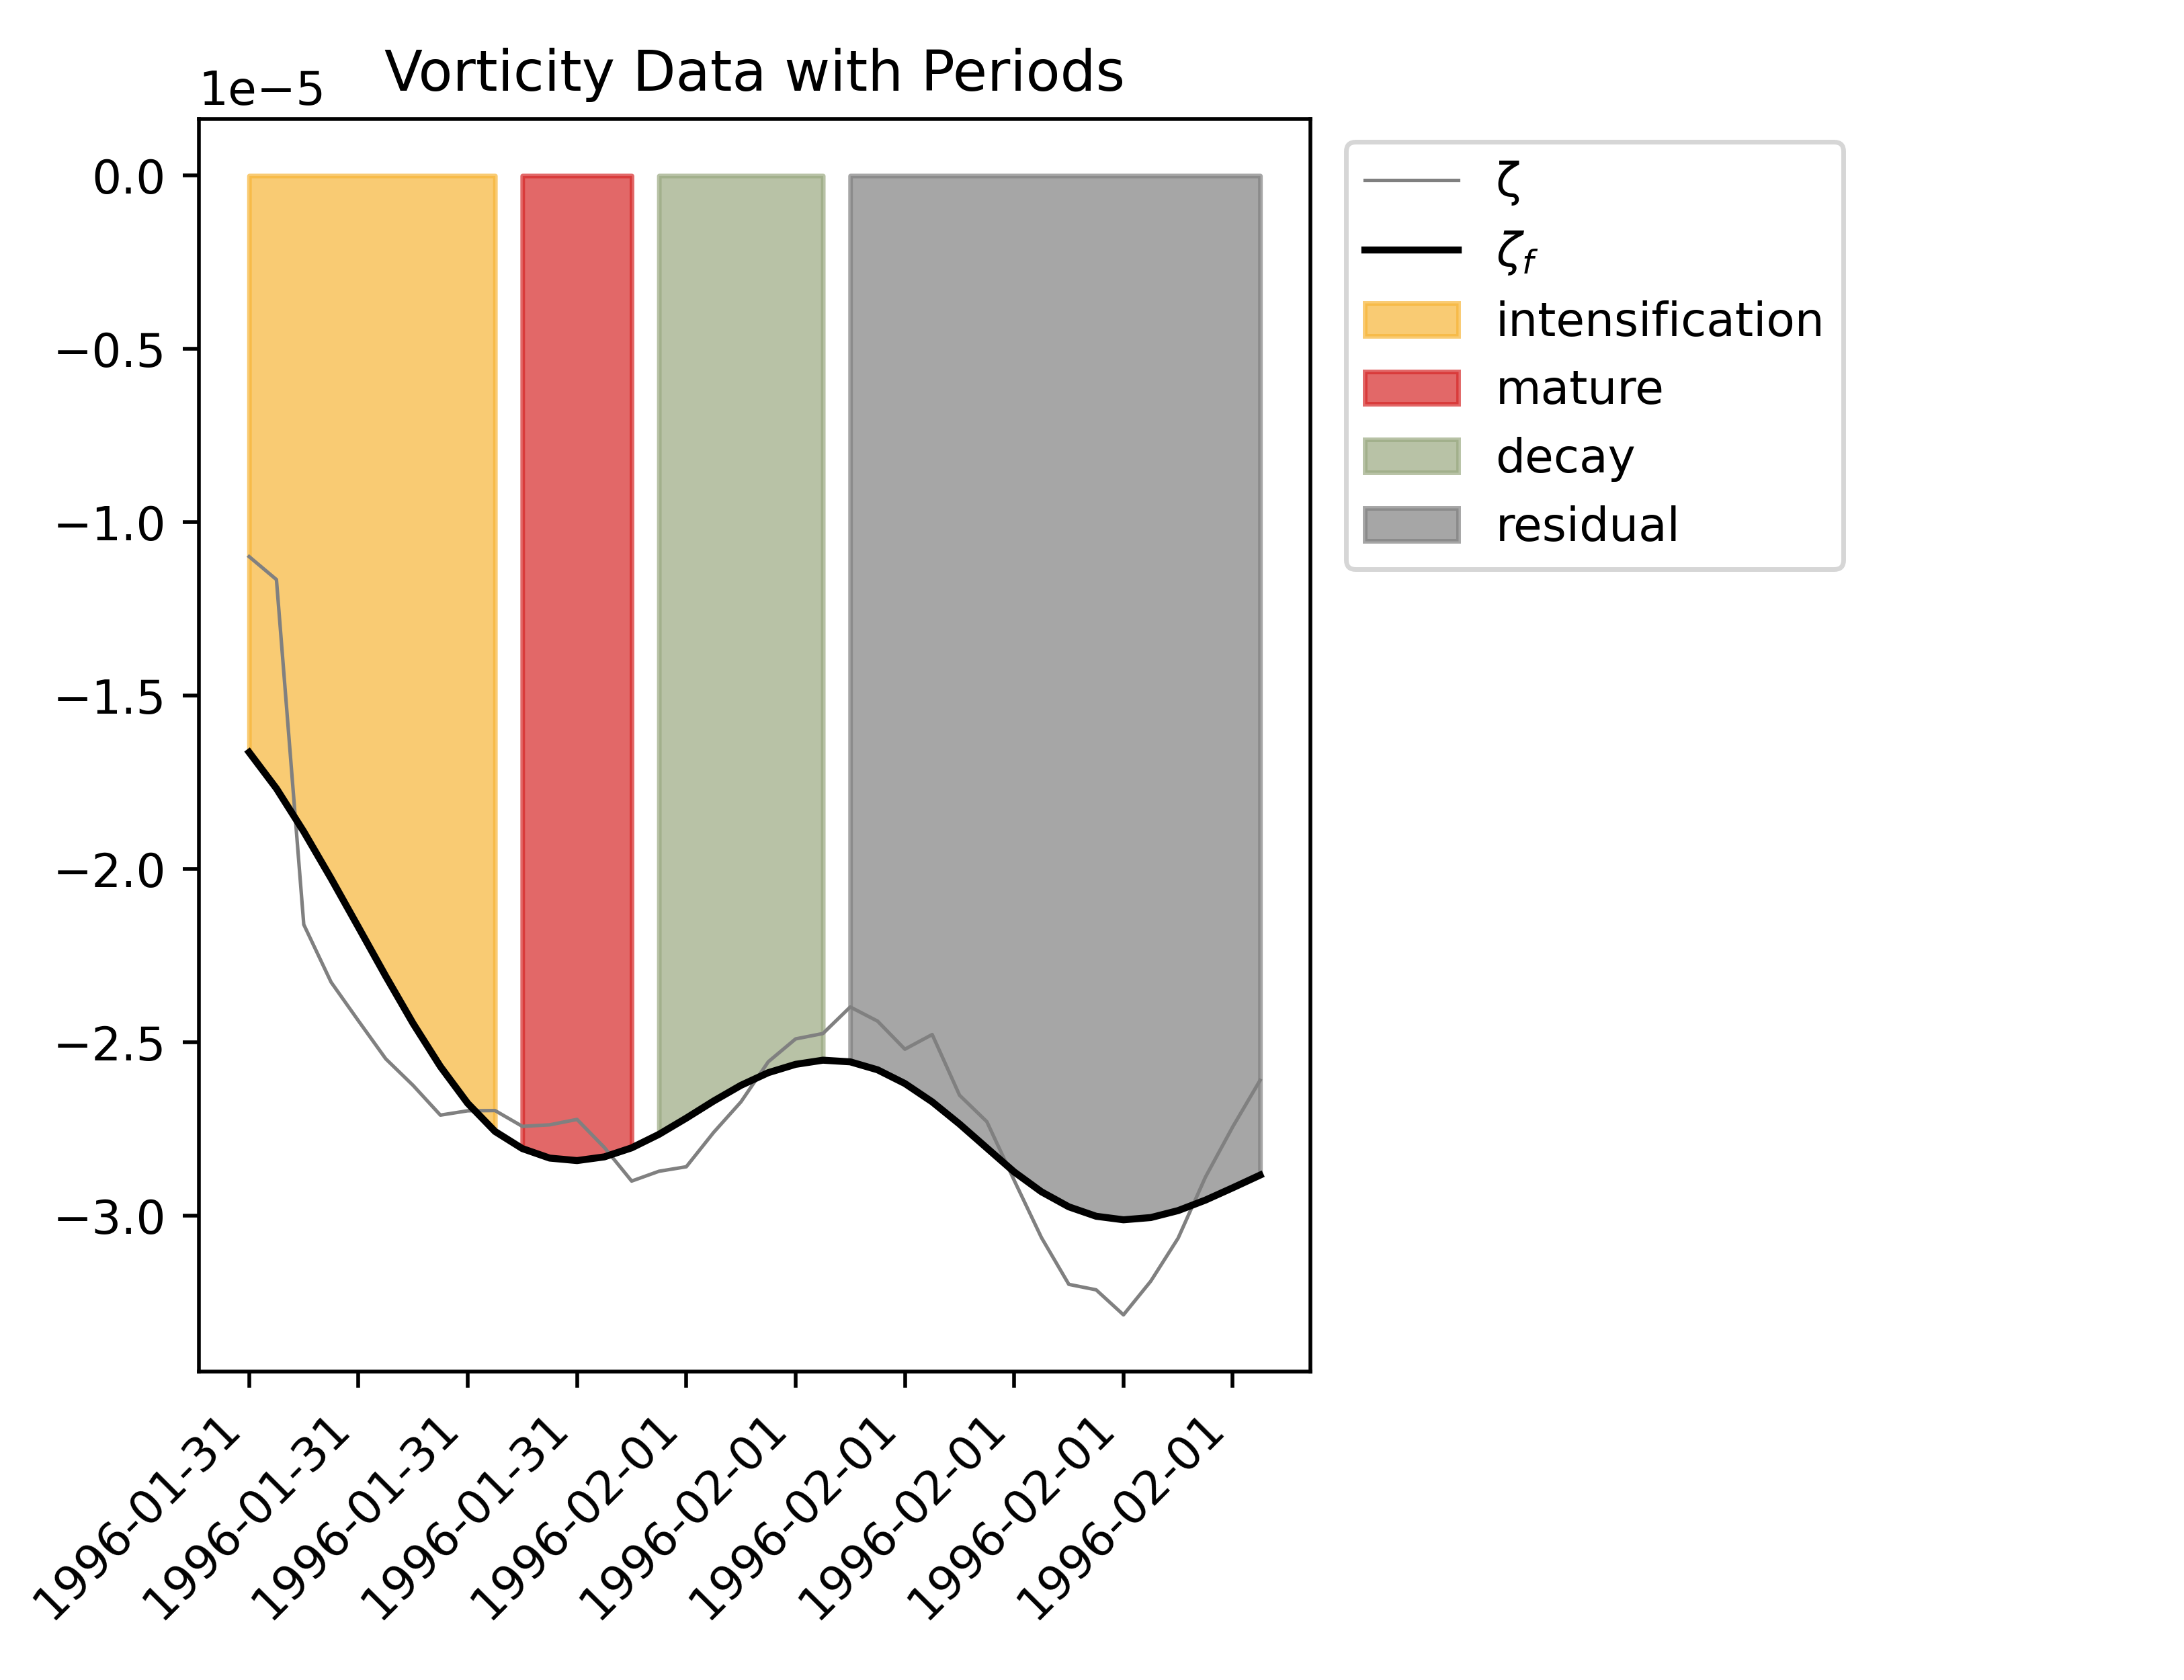 Vorticity Data with Periods
1e−5
0.0
−0.5
−1.0
−1.5
−2.0
−2.5
−3.0
1996-01-31
1996-01-31
1996-01-31
1996-01-31
1996-02-01
1996-02-01
1996-02-01
1996-02-01
1996-02-01
1996-02-01
ζ
ζf
intensification
mature
decay
residual